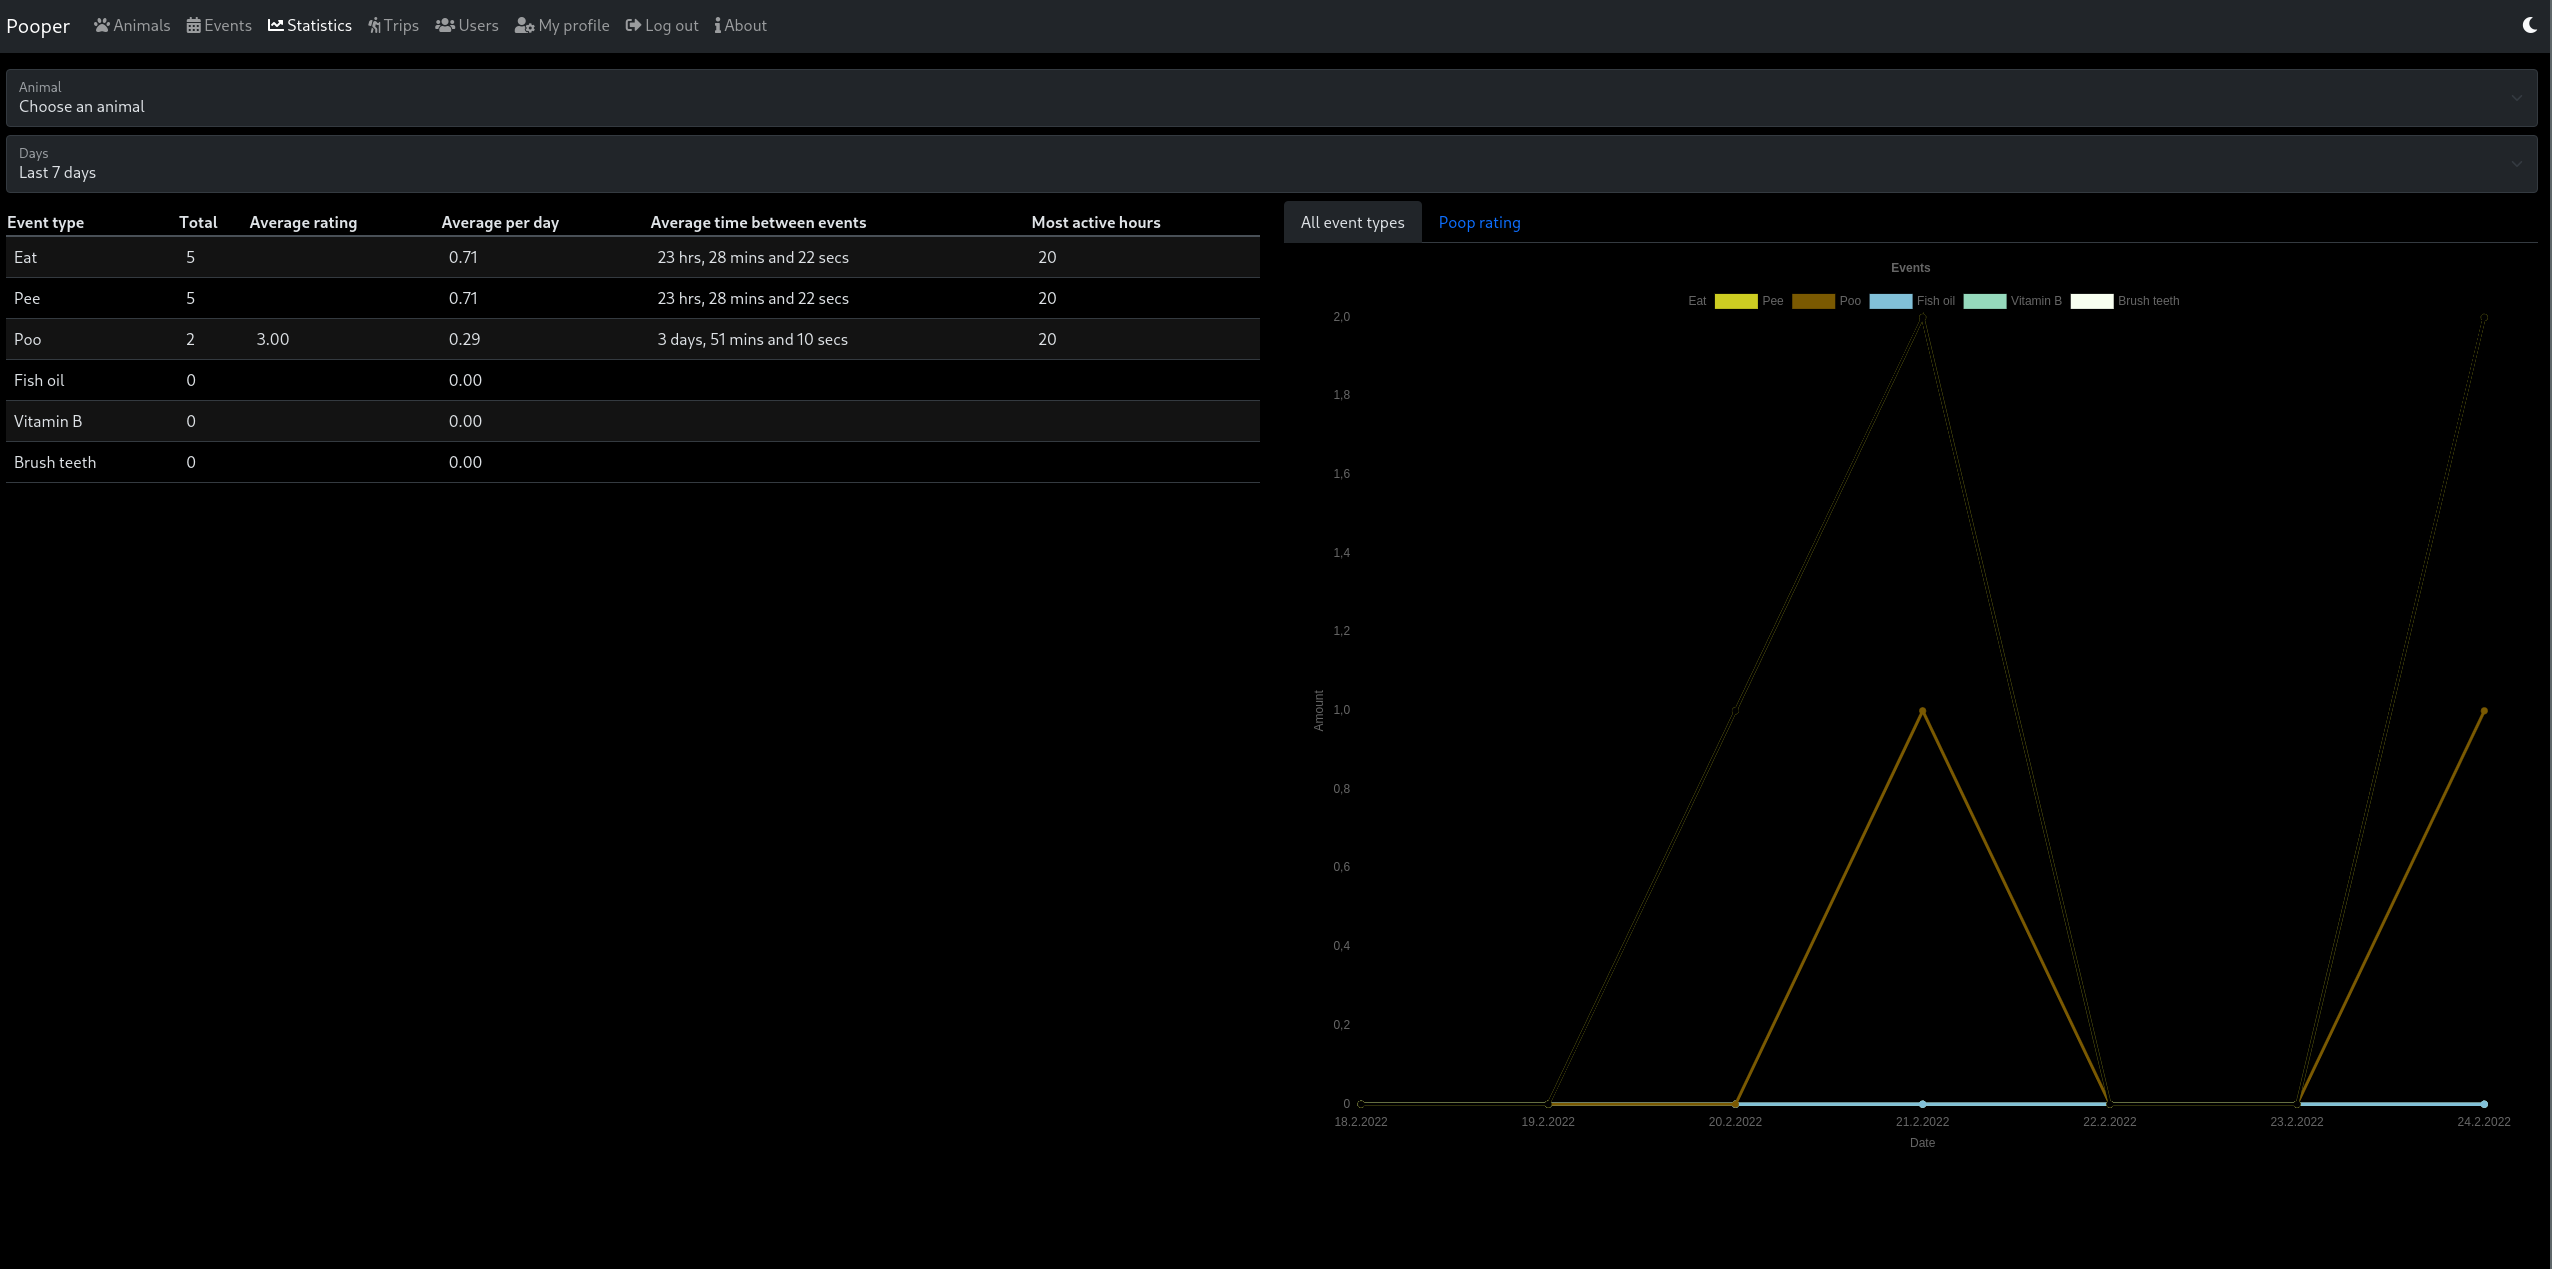 Pooper Animals Events Statistics Trips Users My profile Log out About
Animal
Choose an animal
Days
Last 7 days
Event type Total Average rating Average per day Average time between events Most active hours
Eat 5 0.71 23 hrs, 28 mins and 22 secs 20
Pee 5 0.71 23 hrs, 28 mins and 22 secs 20
Poo 2 3.00 0.29 3 days, 51 mins and 10 secs 20
Fish oil 0 0.00
Vitamin B 0 0.00
Brush teeth 0 0.00
All event types Poop rating
Events
Eat Pee Poo Fish oil Vitamin B Brush teeth
2,0
1,8
1,6
1,4
1,2
1,0
0,8
0,6
0,4
0,2
0
Amount
18.2.2022 19.2.2022 20.2.2022 21.2.2022 22.2.2022 23.2.2022 24.2.2022
Date